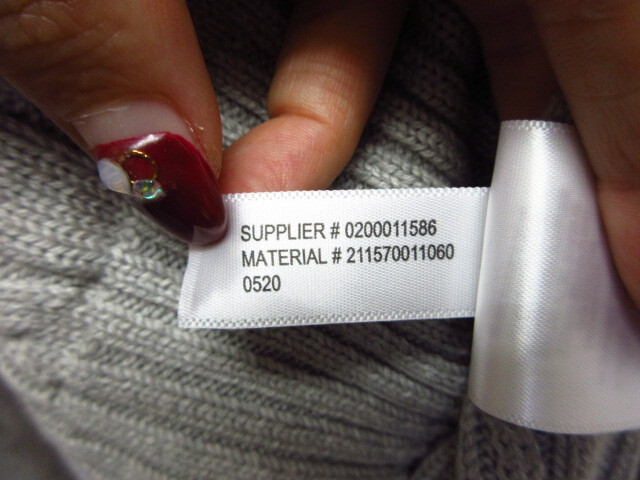 SUPPLIER # 0200011586
MATERIAL # 211570011060
0520